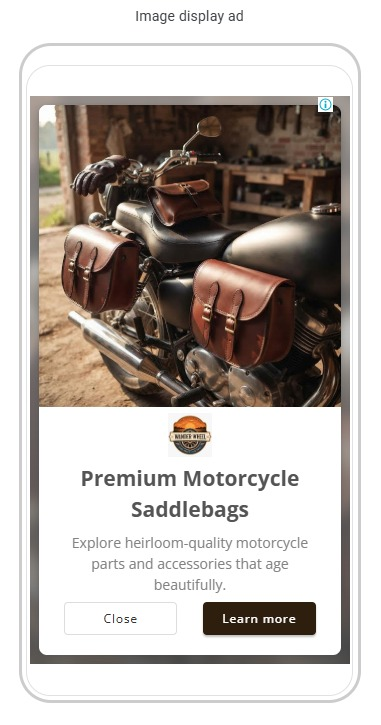 Image display ad
WANDER WHEEL
Premium Motorcycle
Saddlebags
Explore heirloom-quality motorcycle
parts and accessories that age
beautifully.
Close
Learn more